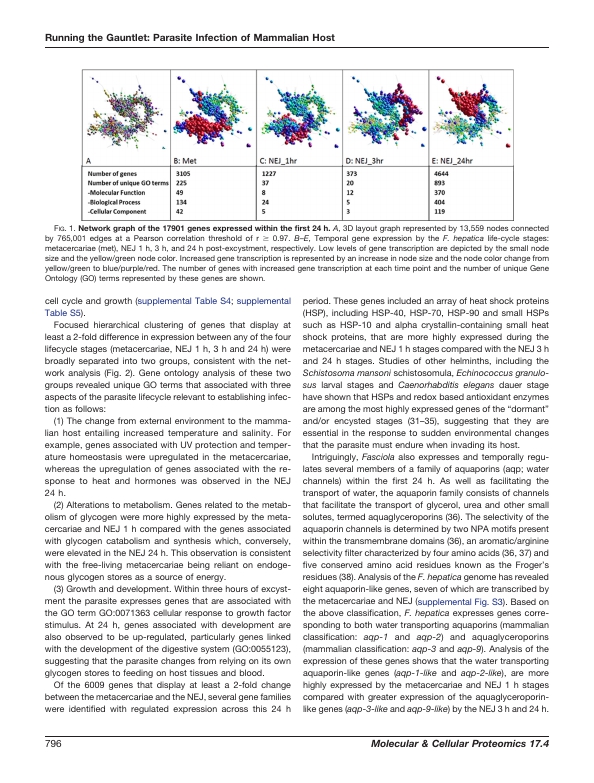 Running the Gauntlet: Parasite Infection of Mammalian Host
A
B: Met
C: NEJ_1hr
D: NEJ_3hr
E: NEJ_24hr
Number of genes 3105 1227 373 4644
Number of unique GO terms 225 37 20 893
-Molecular Function 49 8 12 370
-Biological Process 134 24 5 404
-Cellular Component 42 5 3 119
FIG. 1. Network graph of the 17901 genes expressed within the first 24 h. A, 3D layout graph represented by 13,559 nodes connected
by 765,001 edges at a Pearson correlation threshold of r ≥ 0.97. B–E, Temporal gene expression by the F. hepatica life-cycle stages:
metacercariae (met), NEJ 1 h, 3 h, and 24 h post-excystment, respectively. Low levels of gene transcription are depicted by the small node
size and the yellow/green node color. Increased gene transcription is represented by an increase in node size and the node color change from
yellow/green to blue/purple/red. The number of genes with increased gene transcription at each time point and the number of unique Gene
Ontology (GO) terms represented by these genes are shown.
cell cycle and growth (supplemental Table S4; supplemental
Table S5).
Focused hierarchical clustering of genes that display at
least a 2-fold difference in expression between any of the four
lifecycle stages (metacercariae, NEJ 1 h, 3 h and 24 h) were
broadly separated into two groups, consistent with the net-
work analysis (Fig. 2). Gene ontology analysis of these two
groups revealed unique GO terms that associated with three
aspects of the parasite lifecycle relevant to establishing infec-
tion as follows:
(1) The change from external environment to the mamma-
lian host entailing increased temperature and salinity. For
example, genes associated with UV protection and temper-
ature homeostasis were upregulated in the metacercariae,
whereas the upregulation of genes associated with the re-
sponse to heat and hormones was observed in the NEJ
24 h.
(2) Alterations to metabolism. Genes related to the metab-
olism of glycogen were more highly expressed by the meta-
cercariae and NEJ 1 h compared with the genes associated
with glycogen catabolism and synthesis which, conversely,
were elevated in the NEJ 24 h. This observation is consistent
with the free-living metacercariae being reliant on endoge-
nous glycogen stores as a source of energy.
(3) Growth and development. Within three hours of excyst-
ment the parasite expresses genes that are associated with
the GO term GO:0071363 cellular response to growth factor
stimulus. At 24 h, genes associated with development are
also observed to be up-regulated, particularly genes linked
with the development of the digestive system (GO:0055123),
suggesting that the parasite changes from relying on its own
glycogen stores to feeding on host tissues and blood.
Of the 6009 genes that display at least a 2-fold change
between the metacercariae and the NEJ, several gene families
were identified with regulated expression across this 24 h
period. These genes included an array of heat shock proteins
(HSP), including HSP-40, HSP-70, HSP-90 and small HSPs
such as HSP-10 and alpha crystallin-containing small heat
shock proteins, that are more highly expressed during the
metacercariae and NEJ 1 h stages compared with the NEJ 3 h
and 24 h stages. Studies of other helminths, including the
Schistosoma mansoni schistosomula, Echinococcus granulo-
sus larval stages and Caenorhabditis elegans dauer stage
have shown that HSPs and redox based antioxidant enzymes
are among the most highly expressed genes of the “dormant”
and/or encysted stages (31–35), suggesting that they are
essential in the response to sudden environmental changes
that the parasite must endure when invading its host.
Intriguingly, Fasciola also expresses and temporally regu-
lates several members of a family of aquaporins (aqp; water
channels) within the first 24 h. As well as facilitating the
transport of water, the aquaporin family consists of channels
that facilitate the transport of glycerol, urea and other small
solutes, termed aquaglyceroporins (36). The selectivity of the
aquaporin channels is determined by two NPA motifs present
within the transmembrane domains (36), an aromatic/arginine
selectivity filter characterized by four amino acids (36, 37) and
five conserved amino acid residues known as the Froger’s
residues (38). Analysis of the F. hepatica genome has revealed
eight aquaporin-like genes, seven of which are transcribed by
the metacercariae and NEJ (supplemental Fig. S3). Based on
the above classification, F. hepatica expresses genes corre-
sponding to both water transporting aquaporins (mammalian
classification: aqp-1 and aqp-2) and aquaglyceroporins
(mammalian classification: aqp-3 and aqp-9). Analysis of the
expression of these genes shows that the water transporting
aquaporin-like genes (aqp-1-like and aqp-2-like), are more
highly expressed by the metacercariae and NEJ 1 h stages
compared with greater expression of the aquaglyceroporin-
like genes (aqp-3-like and aqp-9-like) by the NEJ 3 h and 24 h.
796
Molecular & Cellular Proteomics 17.4